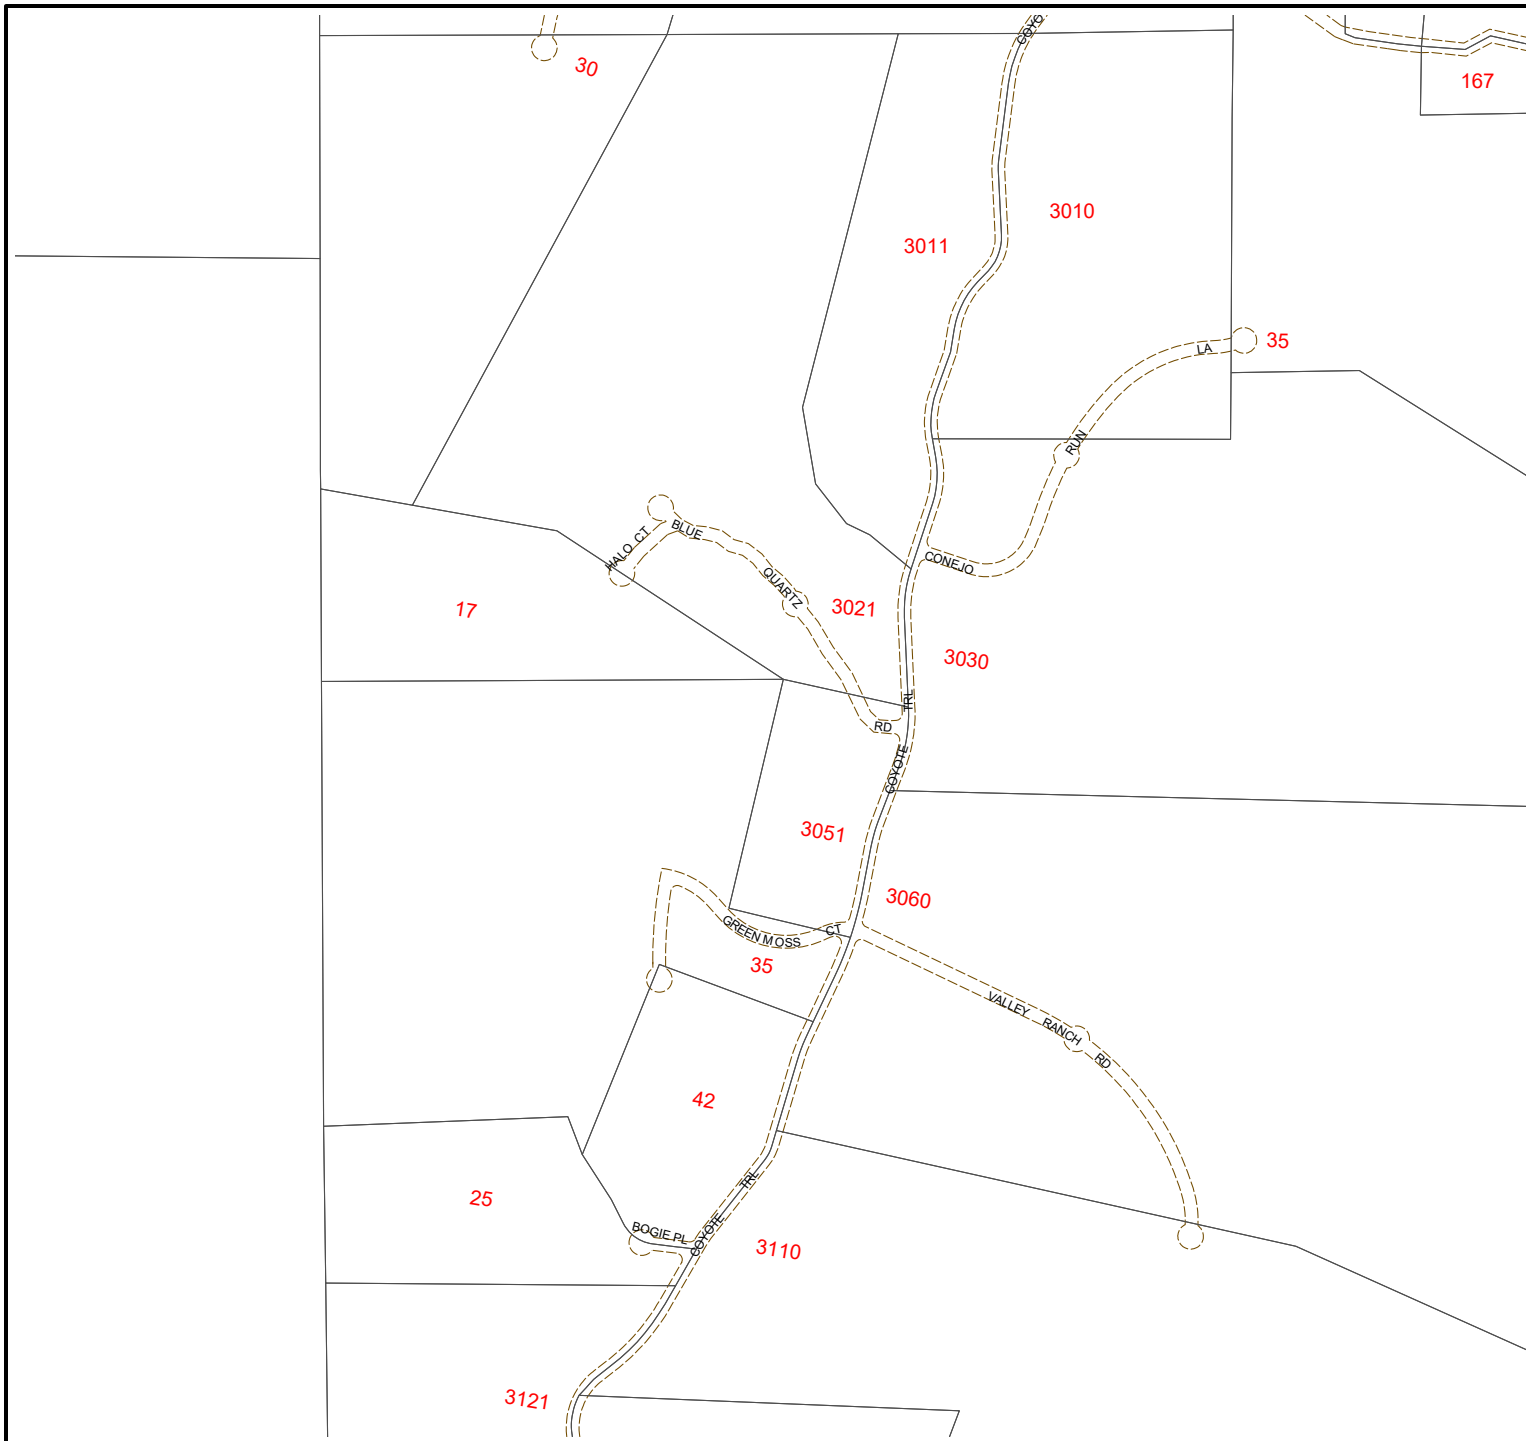 COYO
30
167
3010
3011
35
LA
RUN
HALO CT
BLUE
CONEJO
QUARTZ
3021
17
3030
TRL
RD
COYOTE
3051
3060
GREEN MOSS
CT
35
VALLEY RANCH
RD
42
TRL
25
BOGIE PL
COYOTE
3110
3121